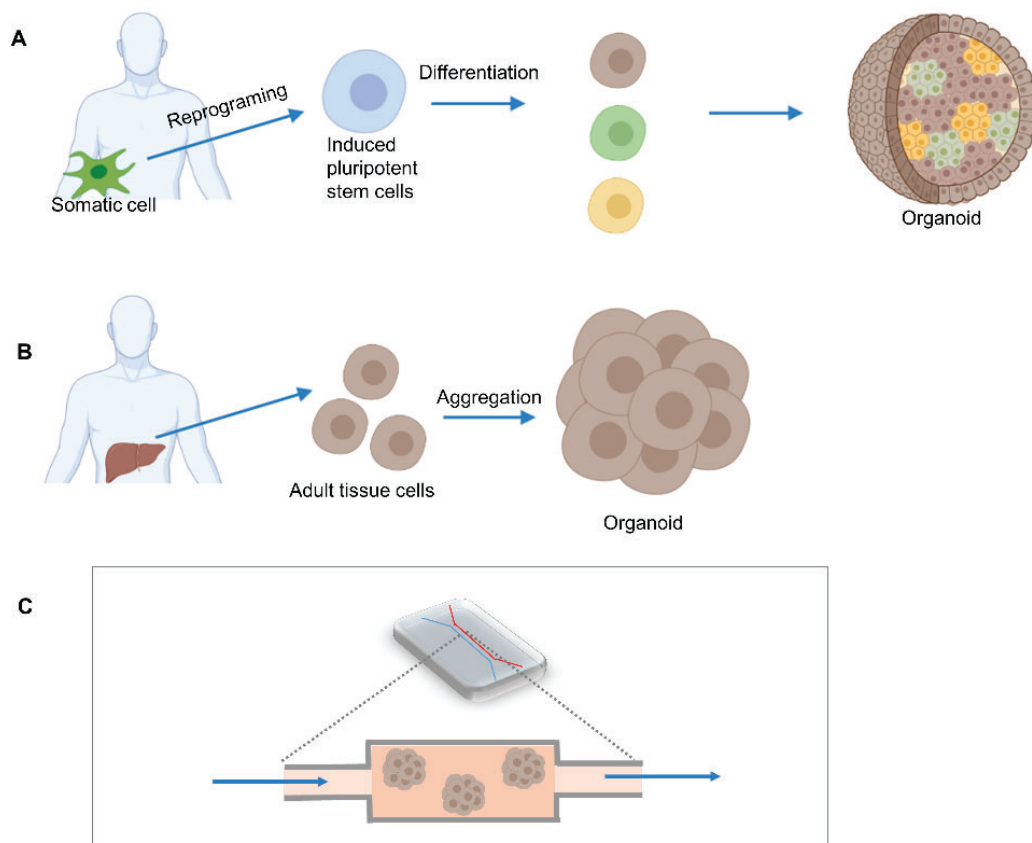 A
Reprograming
Differentiation
Somatic cell
Induced
pluripotent
stem cells
Organoid
B
Aggregation
Adult tissue cells
Organoid
C